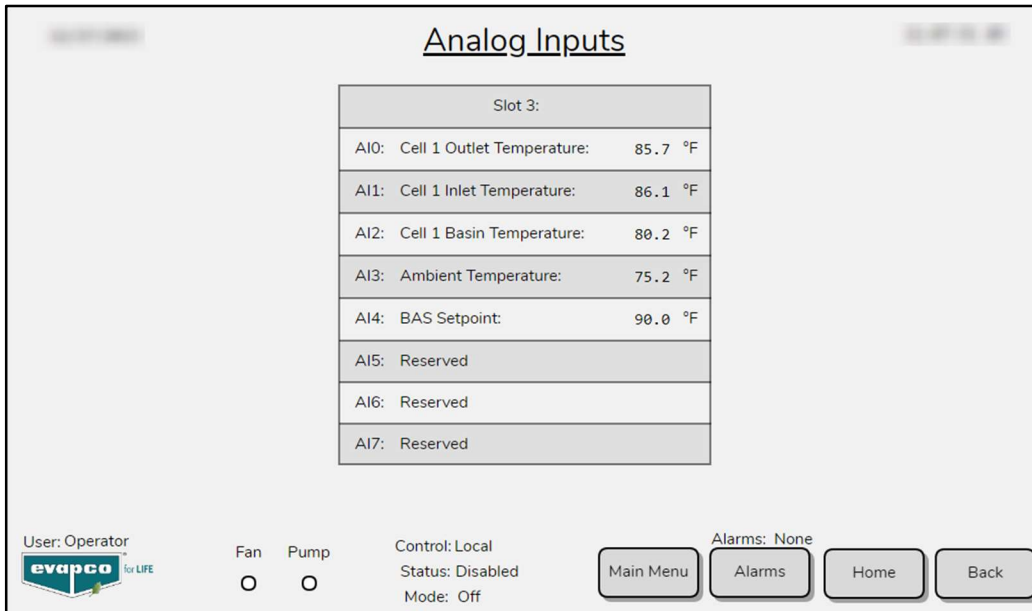 Analog Inputs
Slot 3:
AI0: Cell 1 Outlet Temperature: 85.7 °F
AI1: Cell 1 Inlet Temperature: 86.1 °F
AI2: Cell 1 Basin Temperature: 80.2 °F
AI3: Ambient Temperature: 75.2 °F
AI4: BAS Setpoint: 90.0 °F
AI5: Reserved
AI6: Reserved
AI7: Reserved
User: Operator
evapco for LIFE
Fan Pump
Control: Local
Status: Disabled
Mode: Off
Alarms: None
Main Menu Alarms Home Back